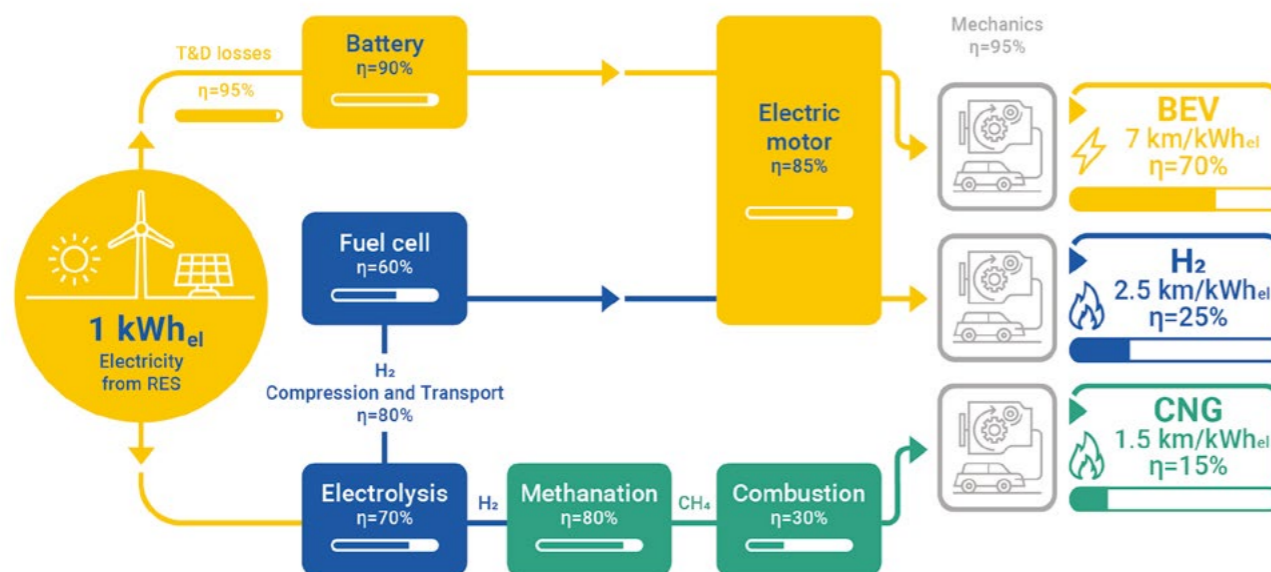 T&D losses
η=95%
Battery
η=90%
Electric
motor
η=85%
Mechanics
η=95%
BEV
7 km/kWhel
η=70%
1 kWhel
Electricity
from RES
Fuel cell
η=60%
H₂
Compression and Transport
η=80%
H₂
2.5 km/kWhel
η=25%
Electrolysis
η=70%
H₂
Methanation
η=80%
CH₄
Combustion
η=30%
CNG
1.5 km/kWhel
η=15%